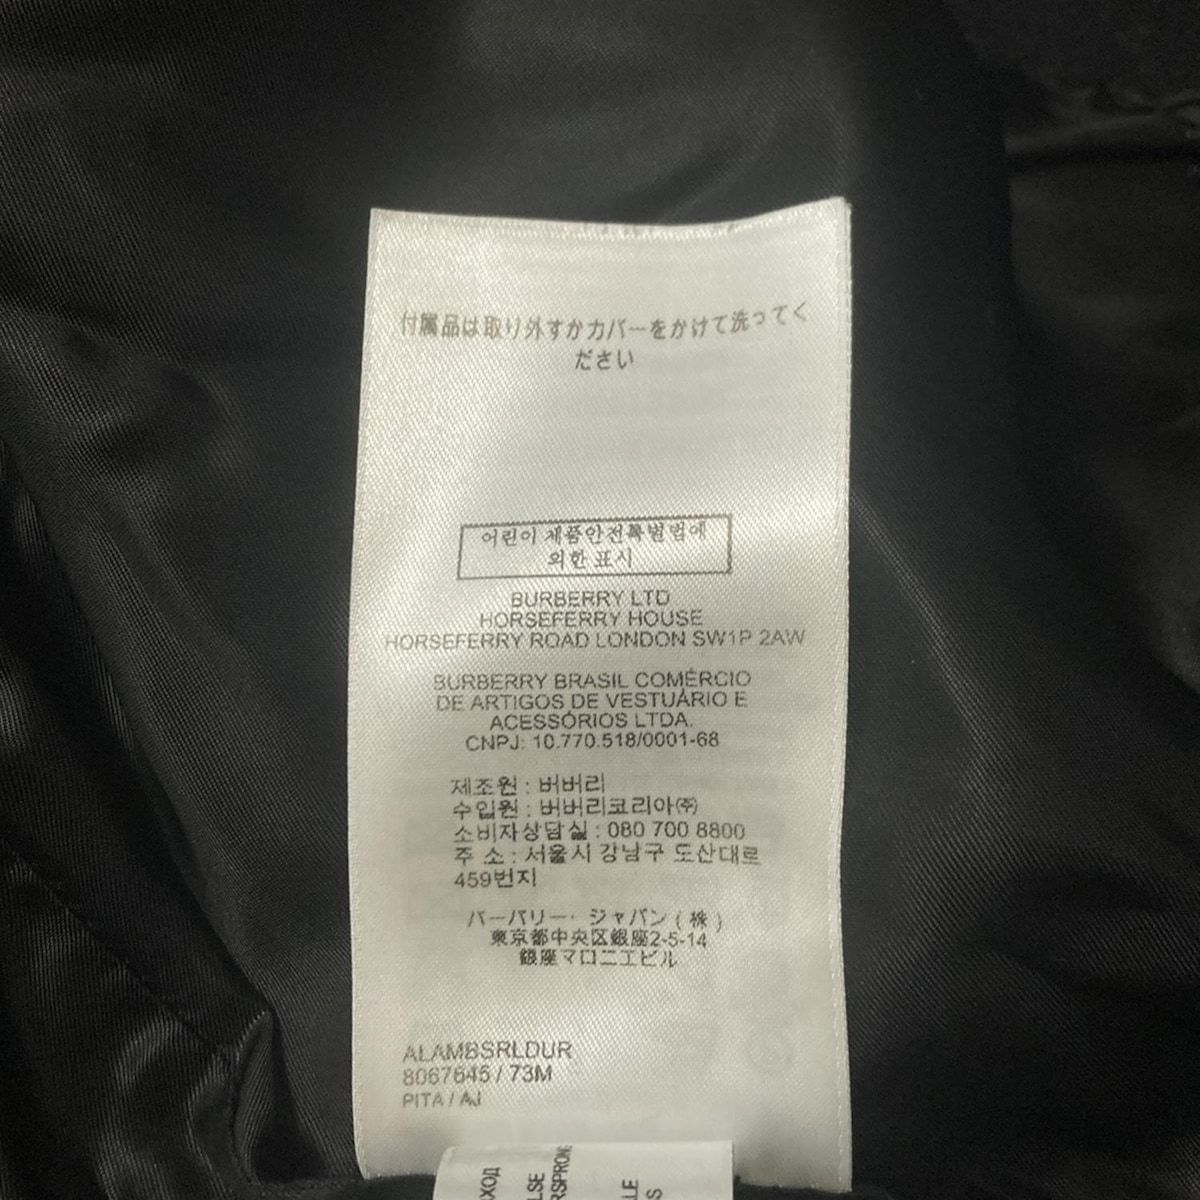 付属品は取り外すかカバーをかけて洗ってく
ださい
어린이 제품안전특별법에
의한 표시
BURBERRY LTD
HORSEFERRY HOUSE
HORSEFERRY ROAD LONDON SW1P 2AW
BURBERRY BRASIL COMÉRCIO
DE ARTIGOS DE VESTUÁRIO E
ACESSÓRIOS LTDA.
CNPJ: 10.770.518/0001-68
제조원 : 버버리
수입원 : 버버리코리아㈜
소비자상담실 : 080 700 8800
주 소 : 서울시 강남구 도산대로
459번지
バーバリー・ジャパン ( 株 )
東京都中央区銀座2-5-14
銀座マロニエビル
ALAMBSRLDUR
8067645 / 73M
PITA / AJ